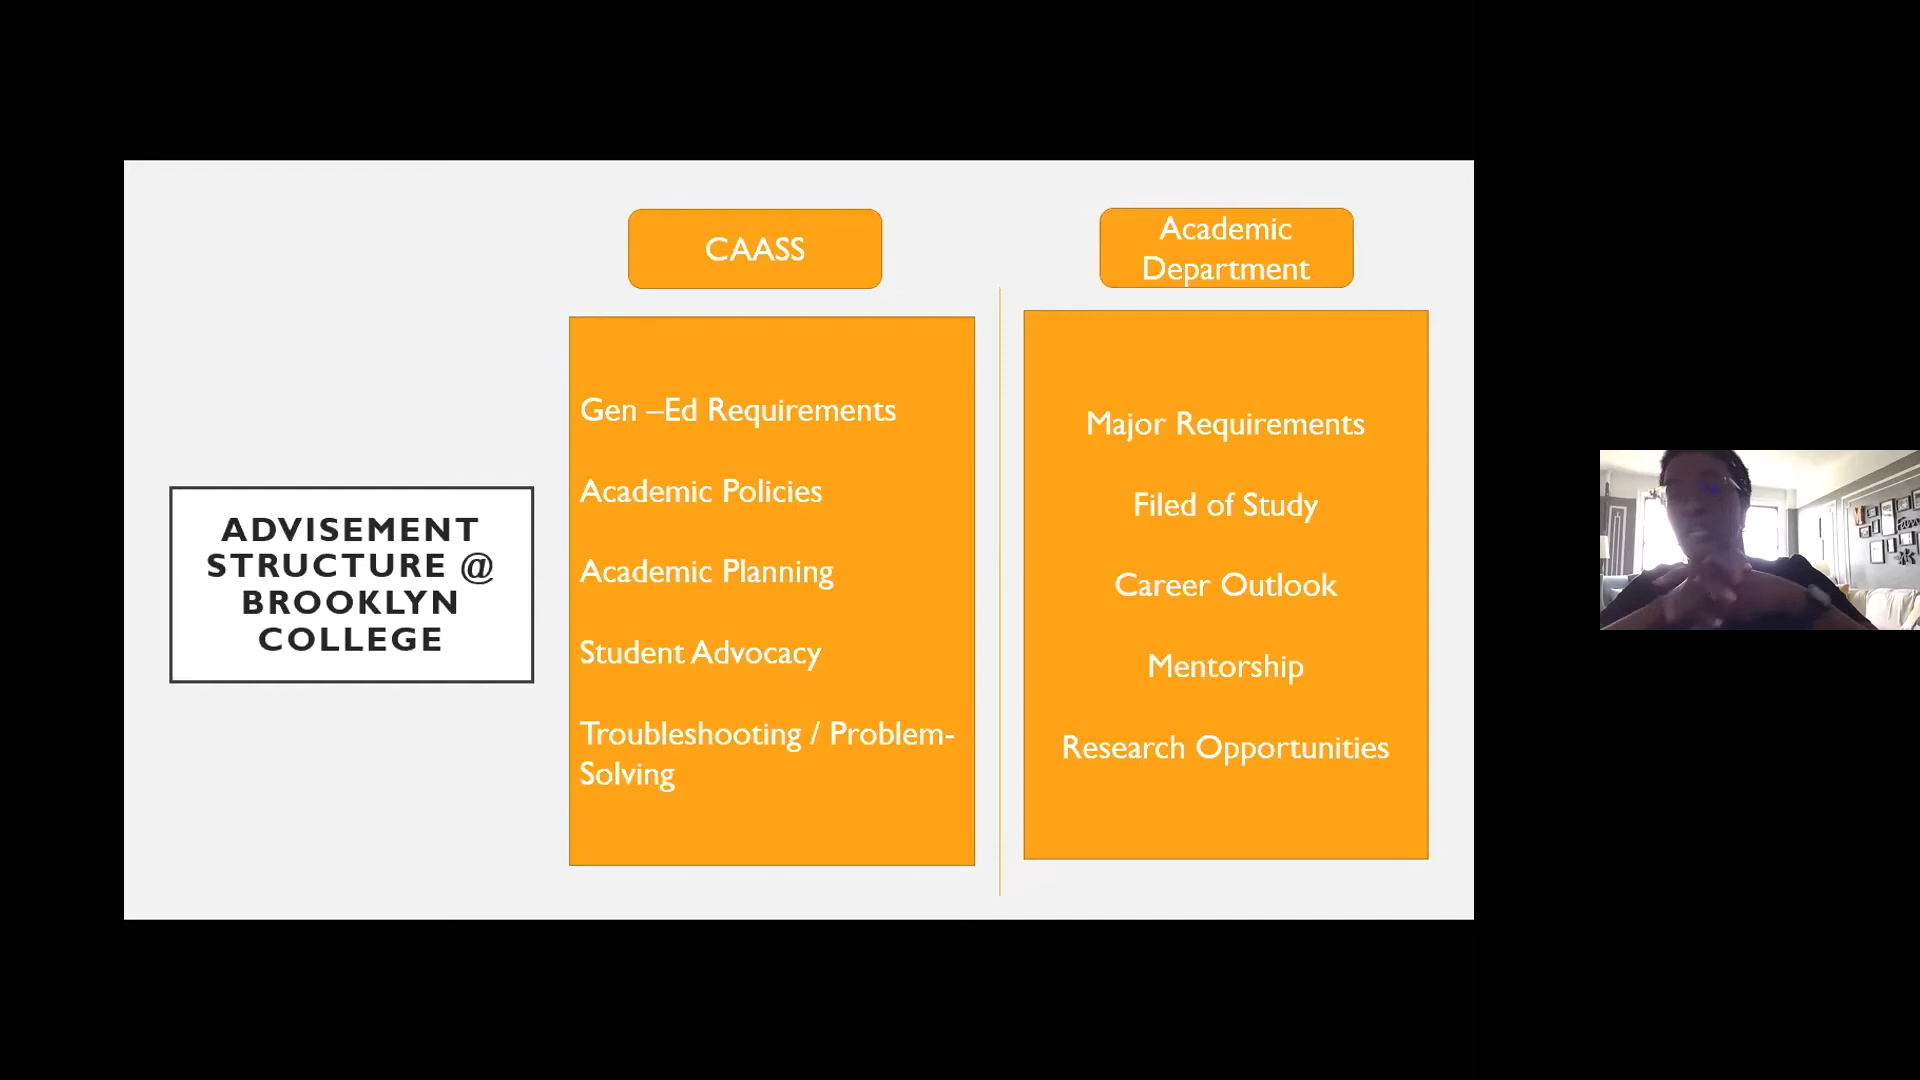 ADVISEMENT
STRUCTURE @
BROOKLYN
COLLEGE
CAASS
Gen –Ed Requirements
Academic Policies
Academic Planning
Student Advocacy
Troubleshooting / Problem-
Solving
Academic
Department
Major Requirements
Filed of Study
Career Outlook
Mentorship
Research Opportunities